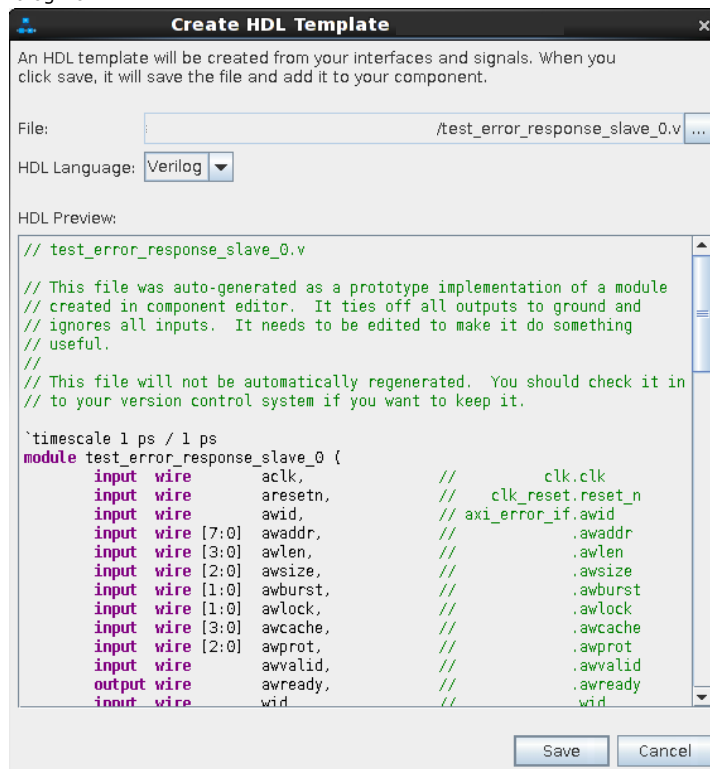 Create HDL Template
An HDL template will be created from your interfaces and signals. When you
click save, it will save the file and add it to your component.
File: /test_error_response_slave_0.v ...
HDL Language: Verilog
HDL Preview:
// test_error_response_slave_0.v
// This file was auto-generated as a prototype implementation of a module
// created in component editor.  It ties off all outputs to ground and
// ignores all inputs.  It needs to be edited to make it do something
// useful.
//
// This file will not be automatically regenerated.  You should check it in
// to your version control system if you want to keep it.
`timescale 1 ps / 1 ps
module test_error_response_slave_0 (
input  wire        aclk,        //        clk.clk
input  wire        aresetn,     //  clk_reset.reset_n
input  wire        awid,        // axi_error_if.awid
input  wire [7:0]  awaddr,      //             .awaddr
input  wire [3:0]  awlen,       //             .awlen
input  wire [2:0]  awsize,      //             .awsize
input  wire [1:0]  awburst,     //             .awburst
input  wire [1:0]  awlock,      //             .awlock
input  wire [3:0]  awcache,     //             .awcache
input  wire [2:0]  awprot,      //             .awprot
input  wire        awvalid,     //             .awvalid
output wire        awready,     //             .awready
input  wire        wid          //             wid
Save Cancel